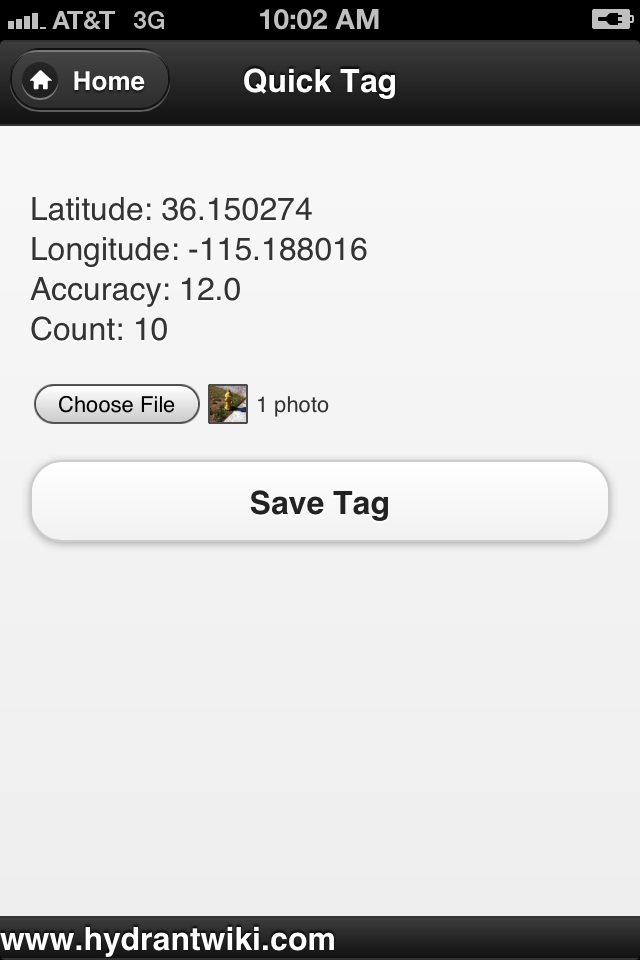 AT&T 3G 10:02 AM
Home Quick Tag
Latitude: 36.150274
Longitude: -115.188016
Accuracy: 12.0
Count: 10
Choose File 1 photo
Save Tag
www.hydrantwiki.com